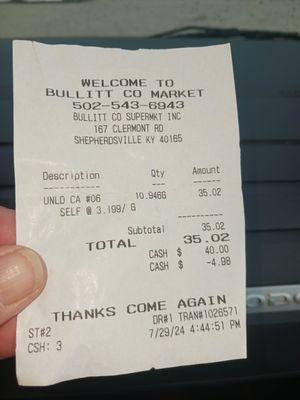 WELCOME TO
BULLITT CO MARKET
502-543-6943
BULLITT CO SUPERMKT INC
167 CLERMONT RD
SHEPHERDSVILLE KY 40165
Description Qty Amount
UNLD CA #06 10.946G 35.02
SELF @ 3.199/ G
Subtotal 35.02
TOTAL 35.02
CASH $ 40.00
CASH $ -4.98
THANKS COME AGAIN
ST#2 DR#1 TRAN#1026571
CSH: 3 7/29/24 4:44:51 PM